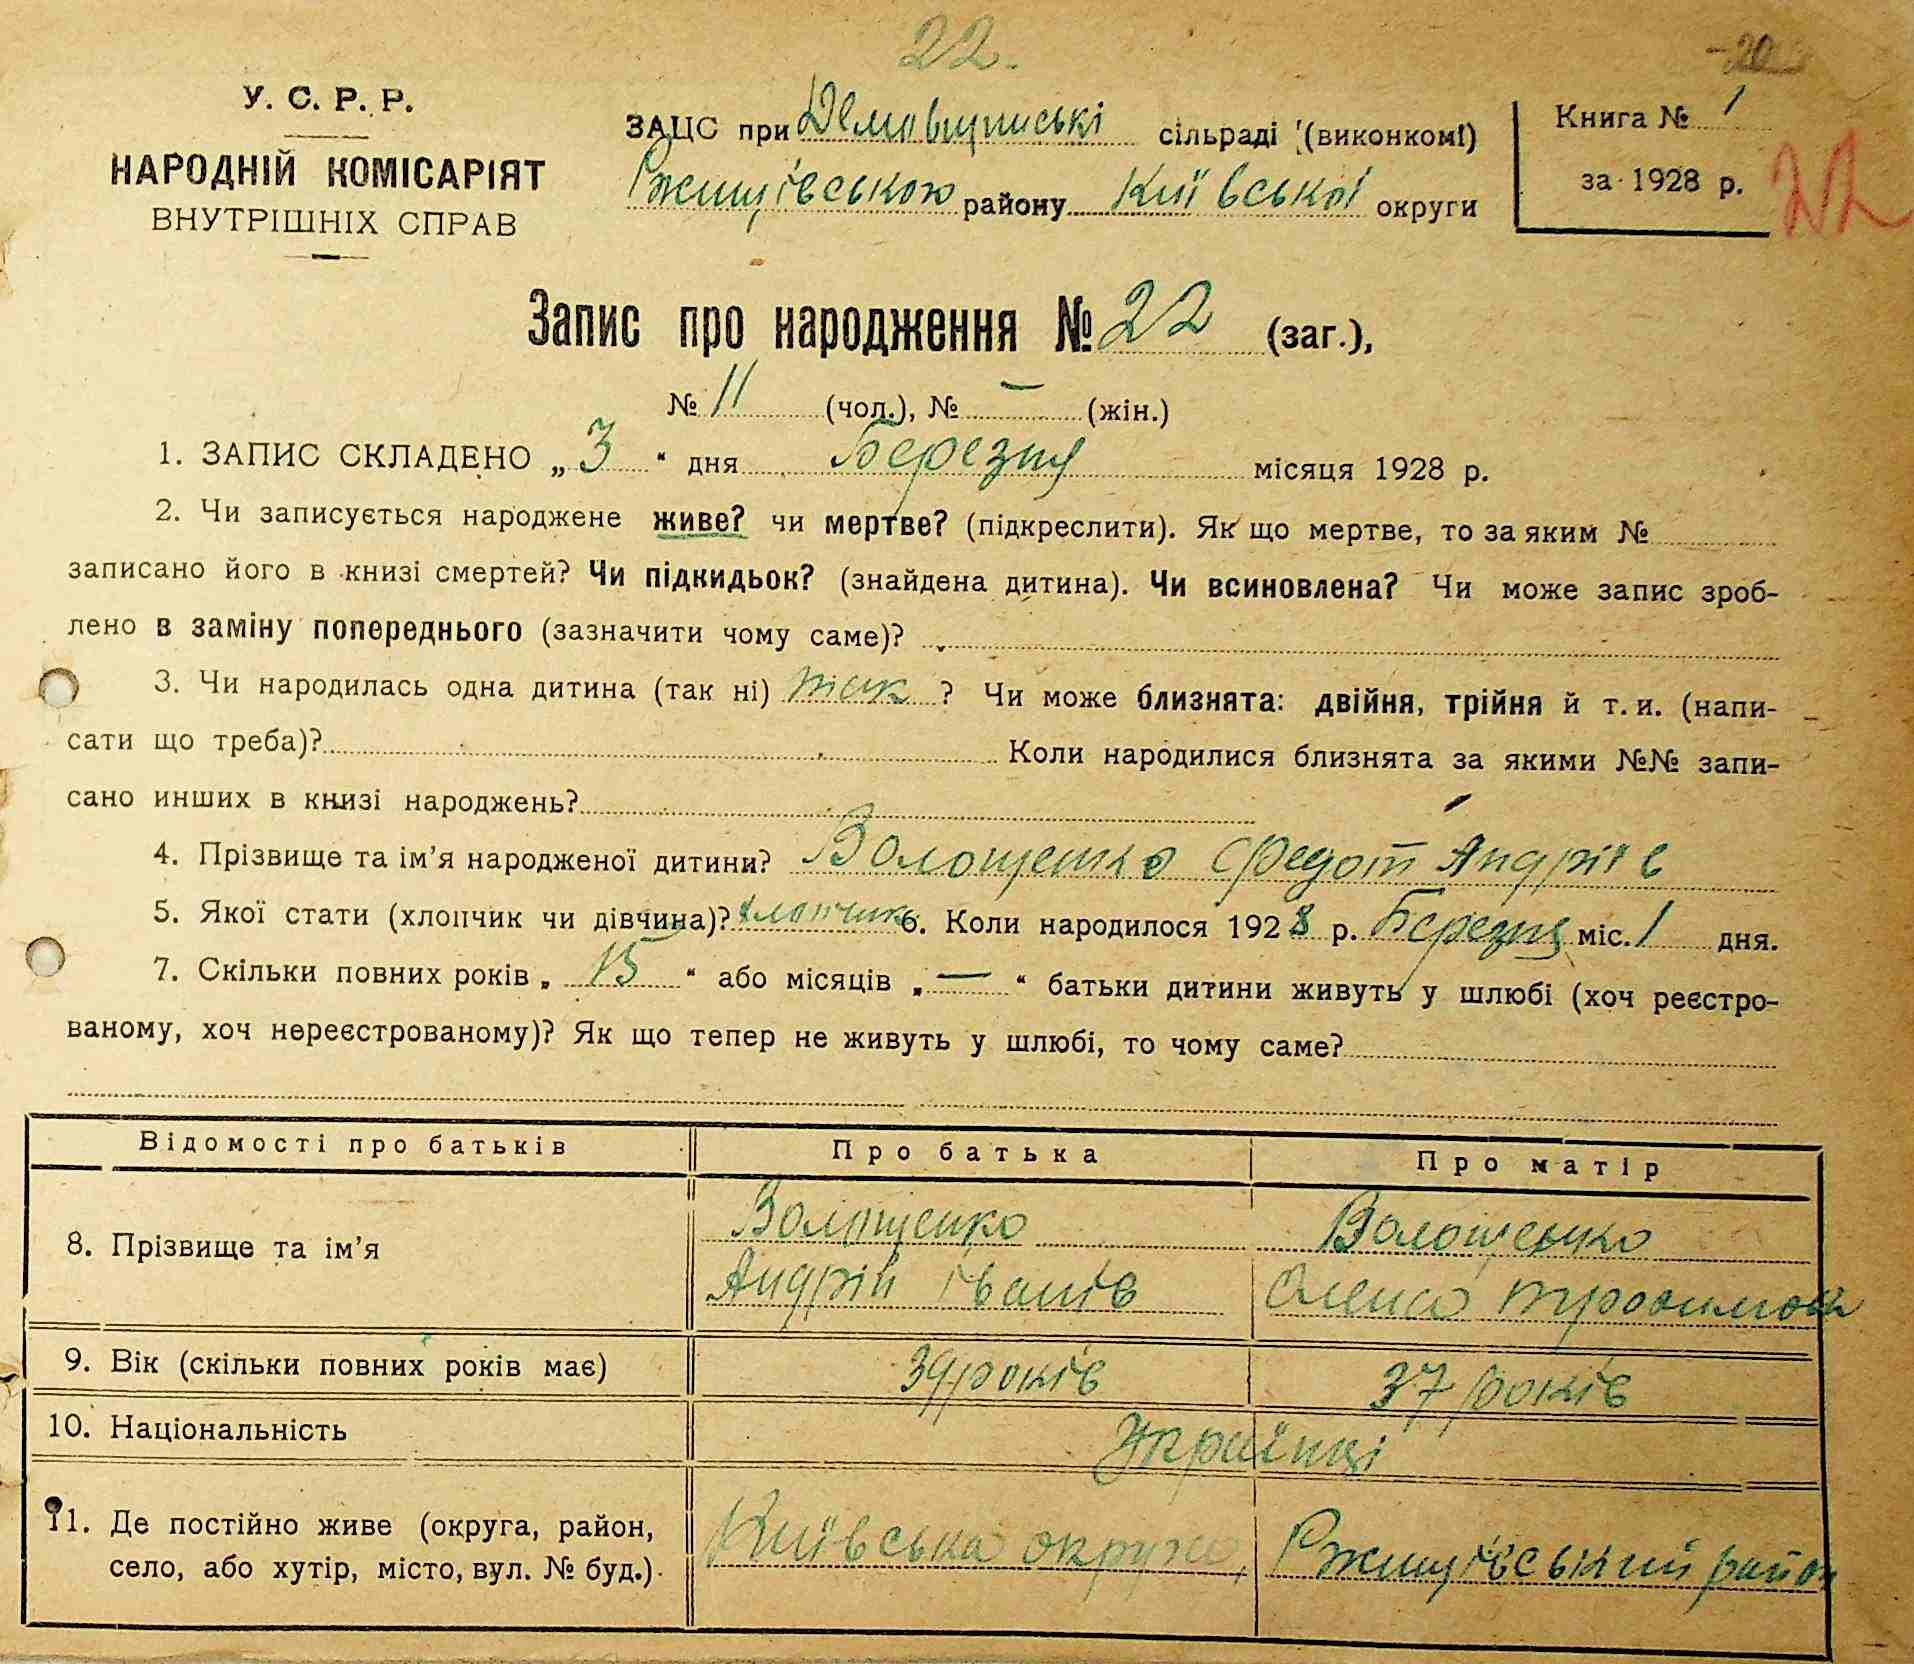 22.
- 20
У. С. Р. Р.
НАРОДНІЙ КОМІСАРІЯТ
ВНУТРІШНІХ СПРАВ
ЗАЦС при сільраді (виконкомі)
Ржищівського району Київської округи
Книга № 1
за 1928 р.
22
Запис про народження № 22 (заг.),
№ 11 (чол.), № — (жін.)
1. ЗАПИС СКЛАДЕНО „ 3 “ дня Березня місяця 1928 р.
2. Чи записується народжене живе? чи мертве? (підкреслити). Як що мертве, то за яким №
записано його в книзі смертей? Чи підкидьок? (знайдена дитина). Чи всиновлена? Чи може запис зроб-
лено в заміну попереднього (зазначити чому саме)?
3. Чи народилась одна дитина (так ні) так ? Чи може близнята: двійня, трійня й т. и. (напи-
сати що треба)? Коли народилися близнята за якими №№ запи-
сано инших в книзі народжень?
4. Прізвище та ім’я народженої дитини? Волощенко Федот Андріїв
5. Якої стати (хлопчик чи дівчина)? хлопчик 6. Коли народилося 1928 р. Березня міс. 1 дня.
7. Скільки повних років „ 15 “ або місяців „ — “ батьки дитини живуть у шлюбі (хоч реєстро-
ваному, хоч нереєстрованому)? Як що тепер не живуть у шлюбі, то чому саме?
Відомості про батьків Про батька Про матір
8. Прізвище та ім’я
Волощенко Волощенко
Андрій Іванів Олена Трохимова
9. Вік (скільки повних років має) 39 років 37 років
10. Національність Українці
11. Де постійно живе (округа, район,
село, або хутір, місто, вул. № буд.).
Київська округа, Ржищівський район